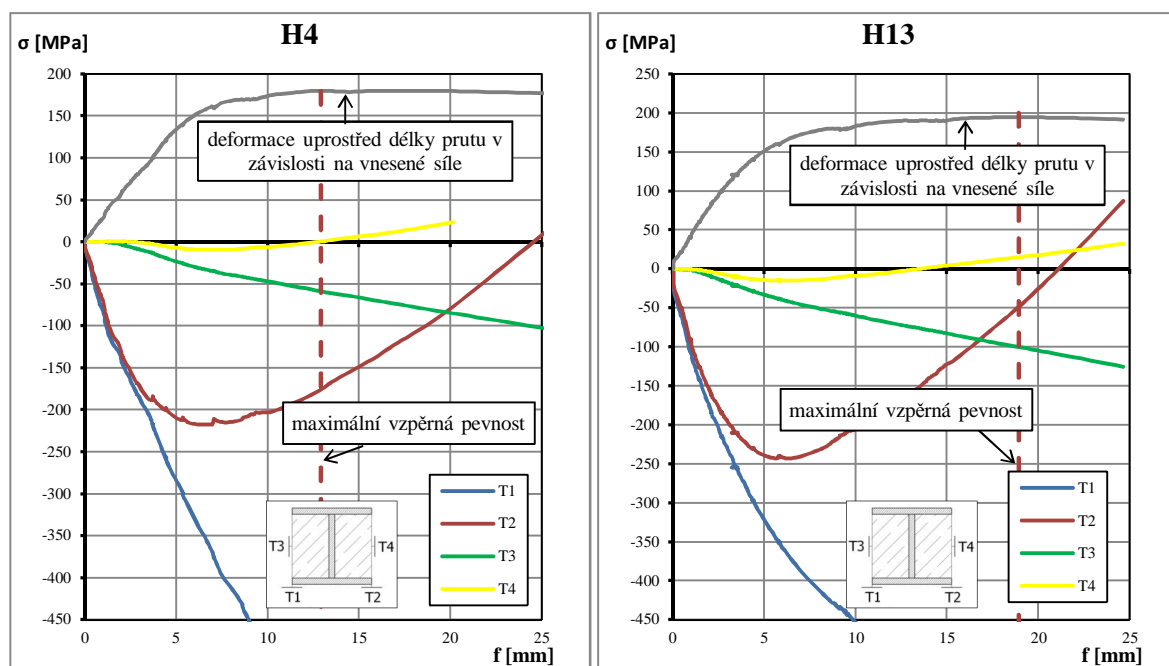 H4
σ [MPa]
200
150
100
50
0
-50
-100
-150
-200
-250
-300
-350
-400
-450
deformace uprostřed délky prutu v
závislosti na vnesené síle
maximální vzpěrná pevnost
T1
T2
T3
T4
T3
T4
T1
T2
0
5
10
15
20
25
f [mm]
H13
σ [MPa]
250
200
150
100
50
0
-50
-100
-150
-200
-250
-300
-350
-400
-450
deformace uprostřed délky prutu v
závislosti na vnesené síle
maximální vzpěrná pevnost
T1
T2
T3
T4
T3
T4
T1
T2
0
5
10
15
20
25
f [mm]